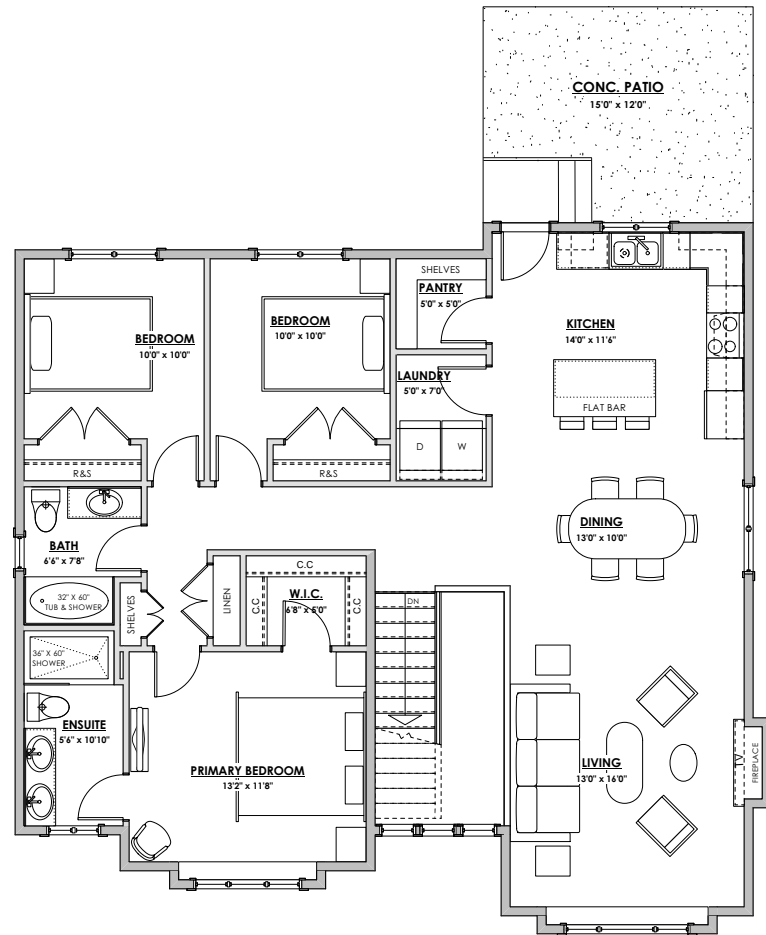 CONC. PATIO
15'0" x 12'0"
SHELVES
PANTRY
5'0" x 5'0"
KITCHEN
14'0" x 11'6"
BEDROOM
10'0" x 10'0"
BEDROOM
10'0" x 10'0"
LAUNDRY
5'0" x 7'0"
FLAT BAR
D
W
R&S
R&S
BATH
6'6" x 7'8"
DINING
13'0" x 10'0"
32" X 60"
TUB & SHOWER
SHELVES
LINEN
C.C
C.C
C.C
W.I.C.
6'8" x 5'0"
DN
36" X 60"
SHOWER
ENSUITE
5'6" x 10'10"
PRIMARY BEDROOM
13'2" x 11'8"
LIVING
13'0" x 16'0"
TV
FIREPLACE